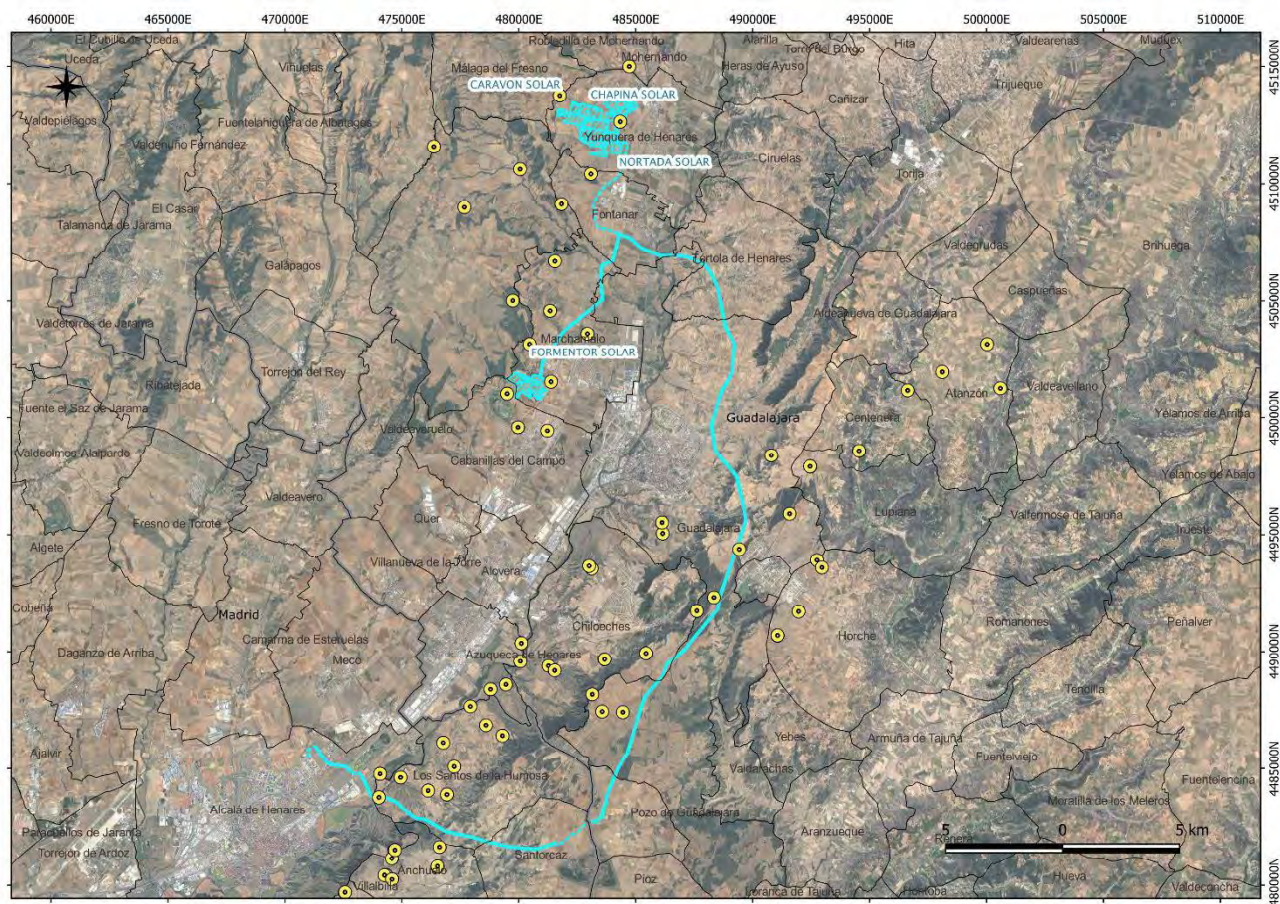 460000E 465000E 470000E 475000E 480000E 485000E 490000E 495000E 500000E 505000E 510000E
El Cubillo de Uceda
Robledillo de Mohernando
Alarilla
Hita
Valdearenas
Muduex
Uceda
Viñuelas
Málaga del Fresno
Mohernando
Heras de Ayuso
Torre del Burgo
4515000N
Trijueque
CARAVON SOLAR
CHAPINA SOLAR
Cañizar
Valdepiélagos
Fuentelahiguera de Albatages
Yunquera de Henares
Valdenuño Fernández
Ciruelas
NORTADA SOLAR
Torija
4510000N
El Casar
Talamanca de Jarama
Fontanar
Valdegrudas
Brihuega
Galápagos
Tórtola de Henares
Caspueñas
4505000N
Valdetorres de Jarama
Aldeanueva de Guadalajara
Marchamalo
FORMENTOR SOLAR
Torrejón del Rey
Ribatejada
Atanzón
Valdeavellano
Fuente el Saz de Jarama
Valdeaveruelo
Guadalajara
Centenera
Yélamos de Arriba
4500000N
Valdeolmos Alalpardo
Cabanillas del Campo
Yélamos de Abajo
Valdeavero
Quer
Lupiana
Valfermoso de Tajuña
Fresno de Torote
Guadalajara
Irueste
4495000N
Algete
Villanueva de la Torre
Alovera
Cobeña
Madrid
Chiloeches
Romanones
Peñalver
Camarma de Esteruelas
Horche
Daganzo de Arriba
Meco
Azuqueca de Henares
4490000N
Tendilla
Yebes
Armuña de Tajuña
Ajalvir
Fuentelviejo
Los Santos de la Humosa
Valdarachas
Fuentelencina
4485000N
Alcalá de Henares
Moratilla de los Meleros
Pozo de Guadalajara
Paracuellos de Jarama
Aranzueque
Renera
5 0 5 km
Torrejón de Ardoz
Santorcaz
Anchuelo
Pioz
Hueva
Villalbilla
Loranca de Tajuña
Hontoba
Valdeconcha
480000N